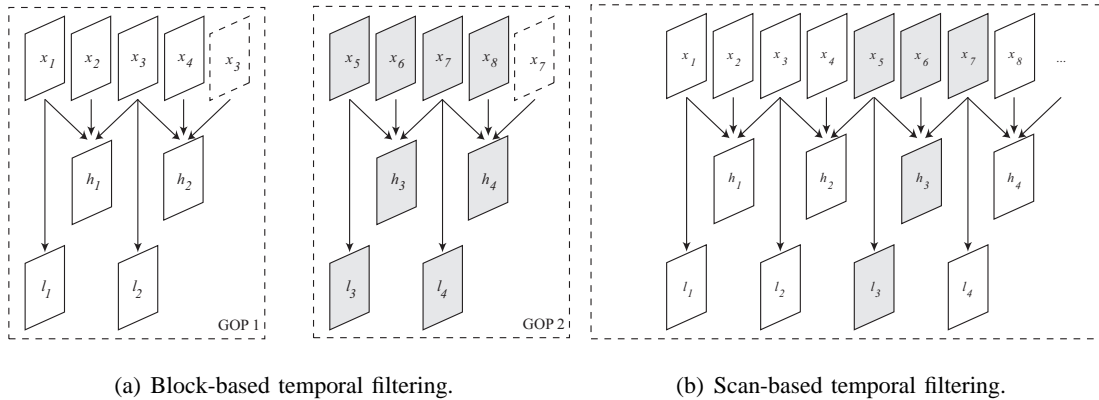 x1 x2 x3 x4 x3
h1 h2
l1 l2
GOP 1
x5 x6 x7 x8 x7
h3 h4
l3 l4
GOP 2
x1 x2 x3 x4 x5 x6 x7 x8 ...
h1 h2 h3 h4
l1 l2 l3 l4
(a) Block-based temporal filtering.
(b) Scan-based temporal filtering.